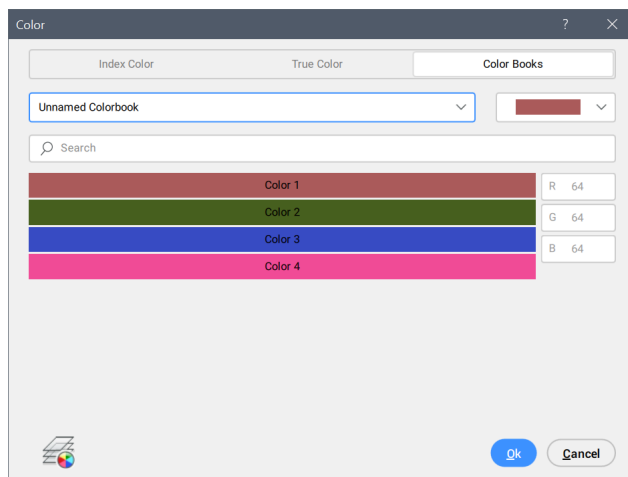 Color ?
Index Color True Color Color Books
Unnamed Colorbook
Search
Color 1 R 64
Color 2 G 64
Color 3 B 64
Color 4
Ok Cancel